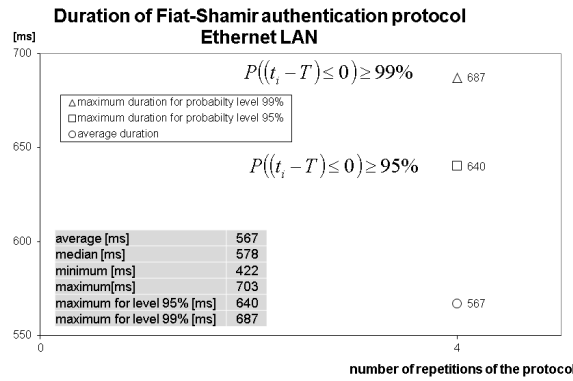 Duration of Fiat-Shamir authentication protocol
Ethernet LAN
[ms]
700
P((t_i − T) ≤ 0) ≥ 99%
△ 687
△ maximum duration for probabilty level 99%
□ maximum duration for probabilty level 95%
○ average duration
650
P((t_i − T) ≤ 0) ≥ 95%
□ 640
600
average [ms] 567
median [ms] 578
minimum [ms] 422
maximum[ms] 703
maximum for level 95% [ms] 640
maximum for level 99% [ms] 687
○ 567
550
0 4
number of repetitions of the protocol